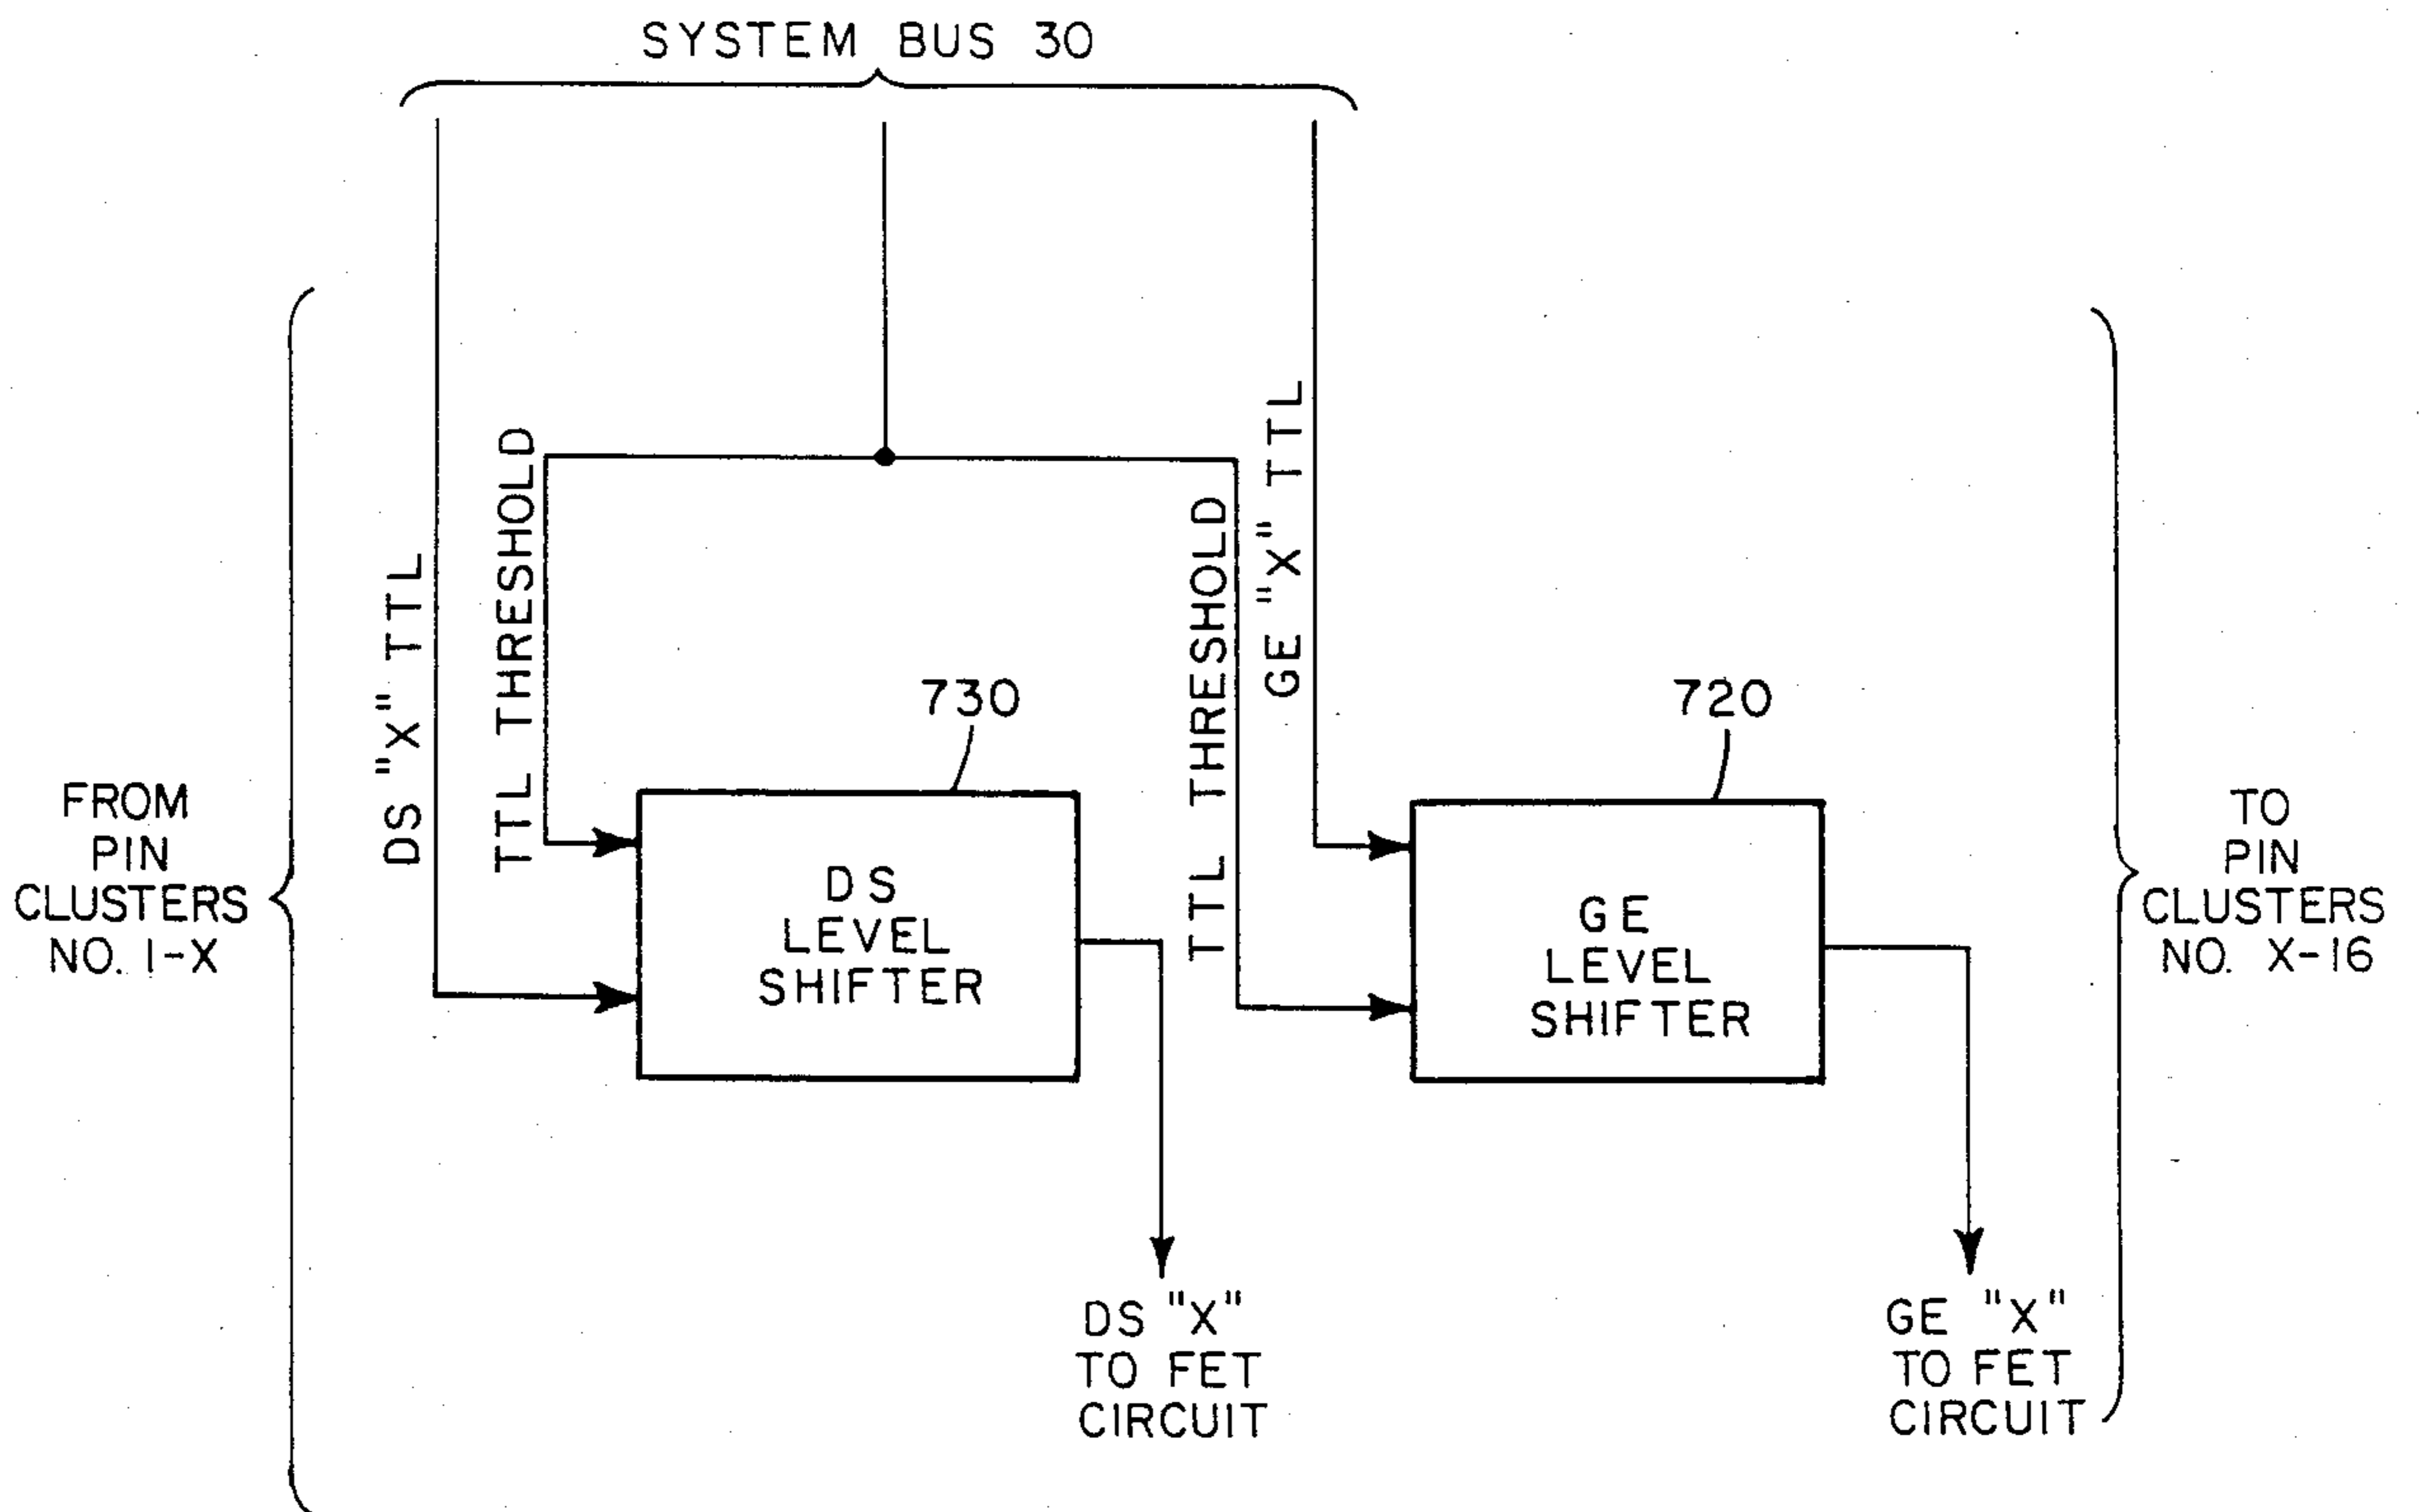 SYSTEM BUS 30
DS "X" TTL
TTL THRESHOLD
TTL THRESHOLD
GE "X" TTL
730
720
FROM
PIN
CLUSTERS
NO. 1-X
DS
LEVEL
SHIFTER
GE
LEVEL
SHIFTER
TO
PIN
CLUSTERS
NO. X-16
DS "X"
TO FET
CIRCUIT
GE "X"
TO FET
CIRCUIT